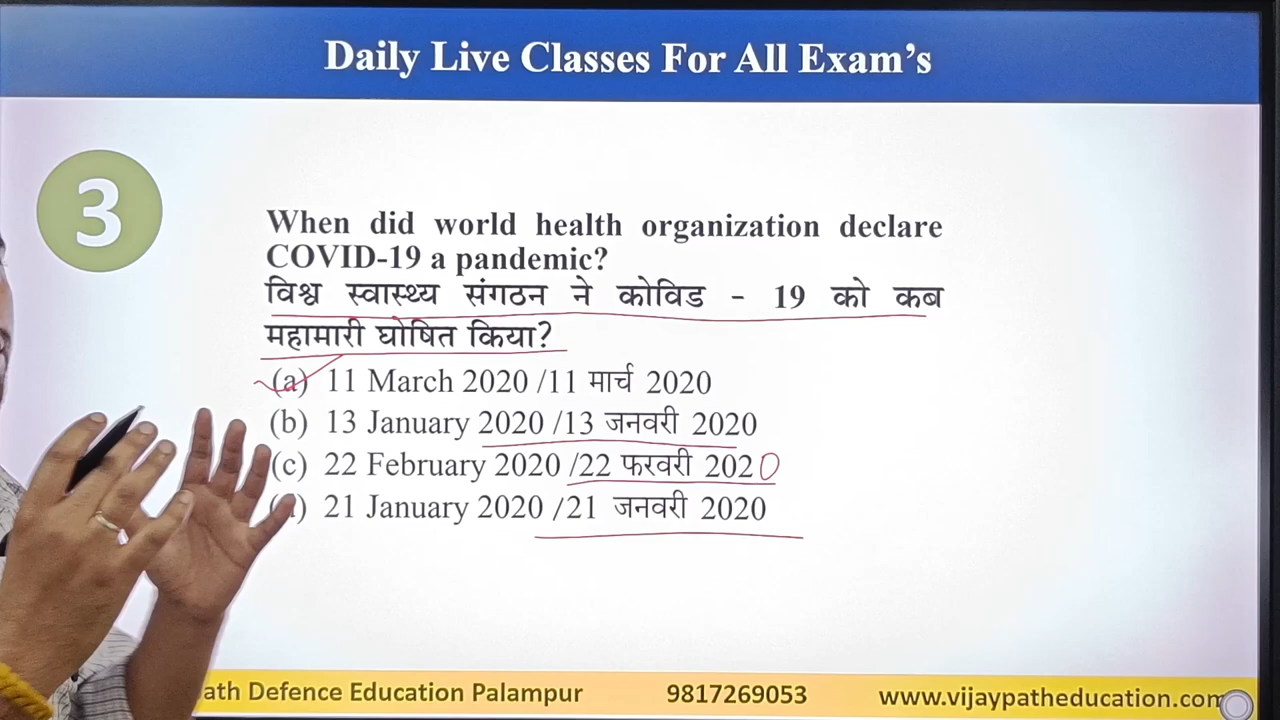 Daily Live Classes For All Exam's
3
When did world health organization declare
COVID-19 a pandemic?
विश्व स्वास्थ्य संगठन ने कोविड - 19 को कब
महामारी घोषित किया?
(a) 11 March 2020 /11 मार्च 2020
(b) 13 January 2020 /13 जनवरी 2020
(c) 22 February 2020 /22 फरवरी 2020
21 January 2020 /21 जनवरी 2020
Defence Education Palampur 9817269053 www.vijaypatheducation.com